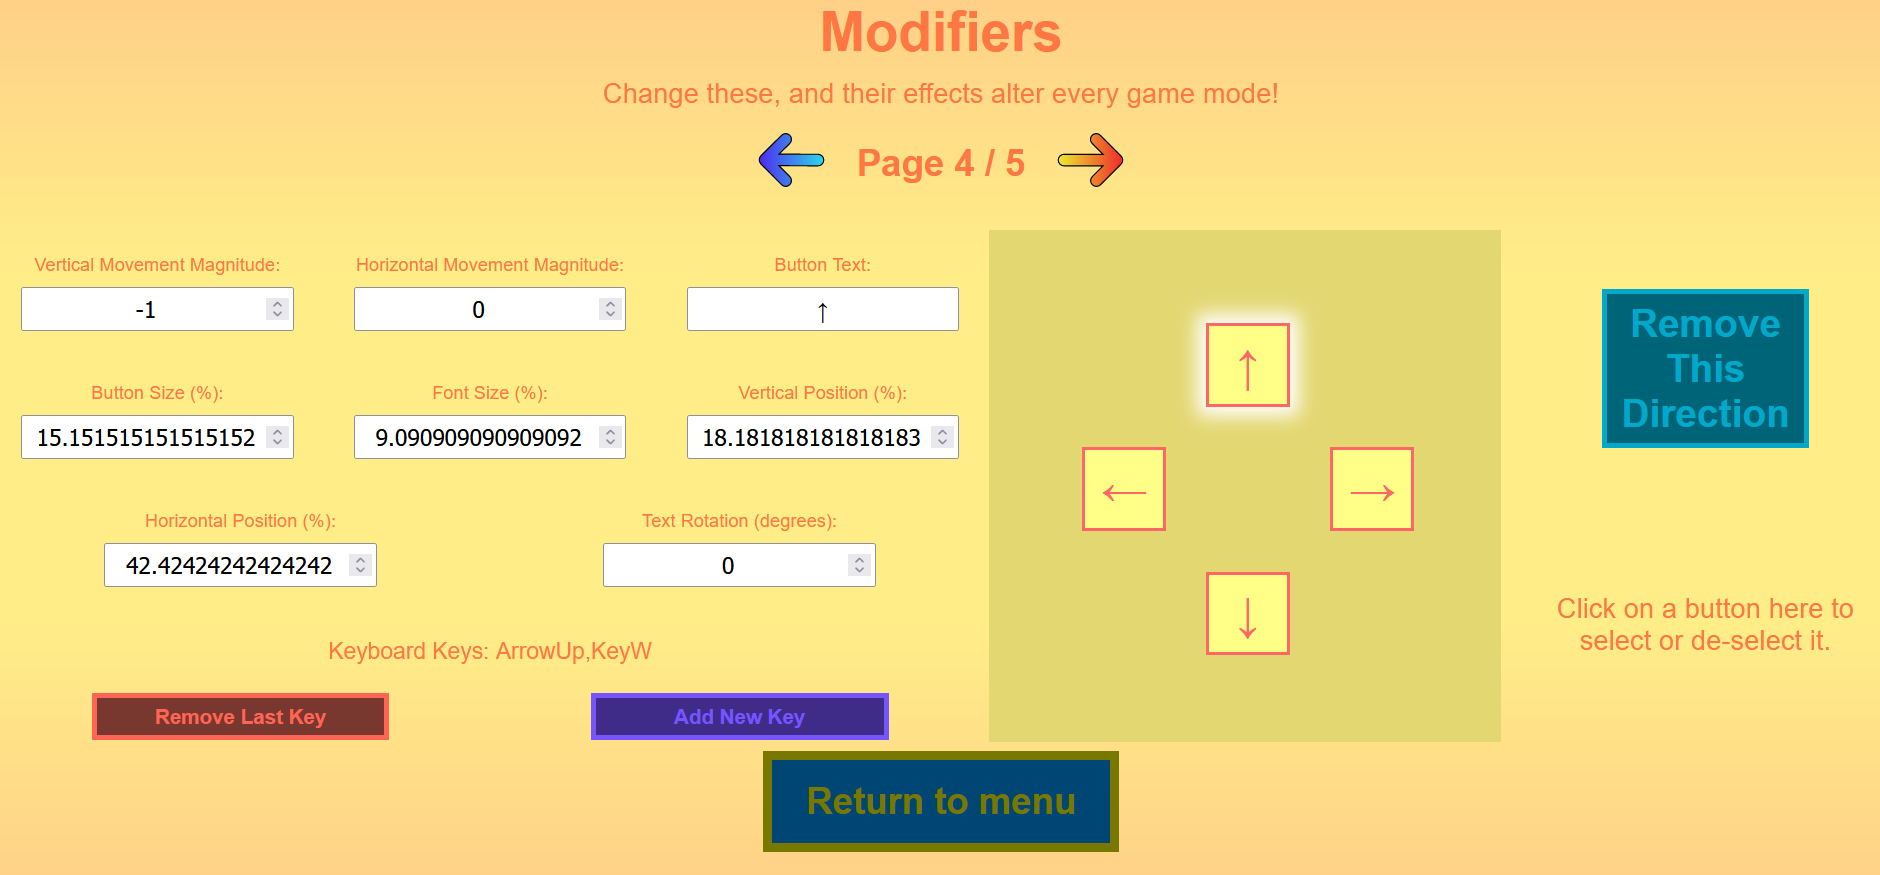 Modifiers
Change these, and their effects alter every game mode!
Page 4 / 5
Vertical Movement Magnitude:
-1
Horizontal Movement Magnitude:
0
Button Text:
↑
Button Size (%):
15.151515151515152
Font Size (%):
9.090909090909092
Vertical Position (%):
18.181818181818183
Horizontal Position (%):
42.42424242424242
Text Rotation (degrees):
0
Keyboard Keys: ArrowUp,KeyW
Remove Last Key
Add New Key
↑
←
→
↓
Remove
This
Direction
Click on a button here to
select or de-select it.
Return to menu